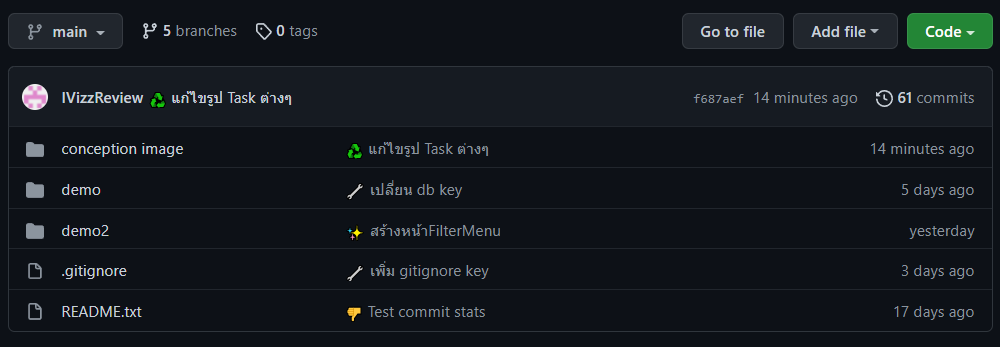 main 5 branches 0 tags Go to file Add file Code
IVizzReview ♻️ แก้ไขรูป Task ต่างๆ f687aef 14 minutes ago 61 commits
conception image ♻️ แก้ไขรูป Task ต่างๆ 14 minutes ago
demo 🔧 เปลี่ยน db key 5 days ago
demo2 ✨ สร้างหน้าFilterMenu yesterday
.gitignore 🔧 เพิ่ม gitignore key 3 days ago
README.txt 👎 Test commit stats 17 days ago